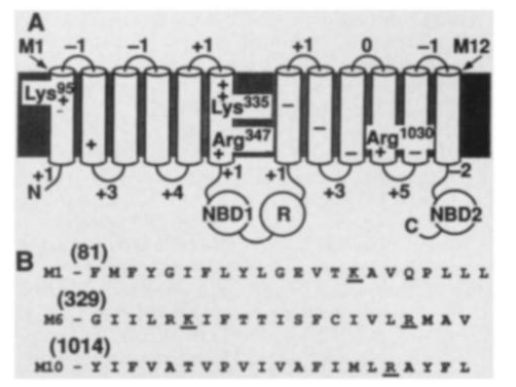 A
M1 –1 –1 +1 +1 0 –1 M12
Lys95 + -
+ + Lys335 – – – –
+ Arg347 + Arg1030 +
+1 N +3 +4 +1 +1 +3 +5 –2
NBD1 R C NBD2
B
(81)
M1 - F M F Y G I F L Y L G E V T K A V Q P L L L
(329)
M6 - G I I L R K I F T T I S F C I V L R M A V
(1014)
M10 - Y I F V A T V P V I V A F I M L R A Y F L